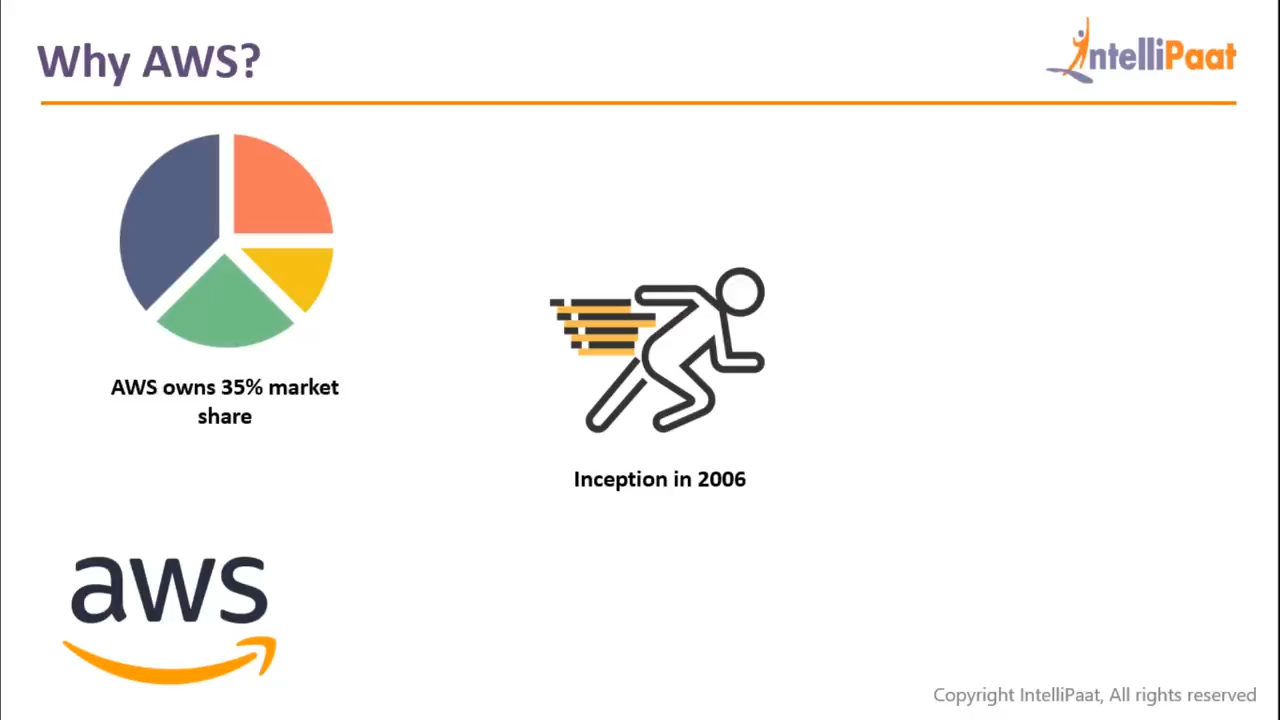 Why AWS?
IntelliPaat
AWS owns 35% market
share
Inception in 2006
aws
Copyright IntelliPaat, All rights reserved